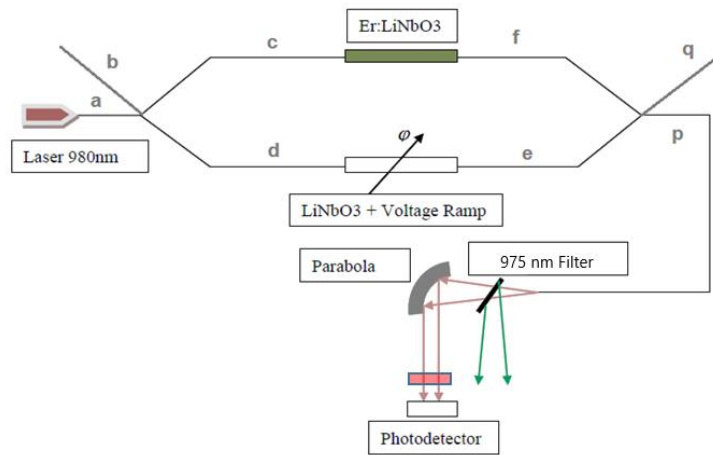 Er:LiNbO3
c
f
q
b
a
φ
p
Laser 980nm
d
e
LiNbO3 + Voltage Ramp
Parabola
975 nm Filter
Photodetector